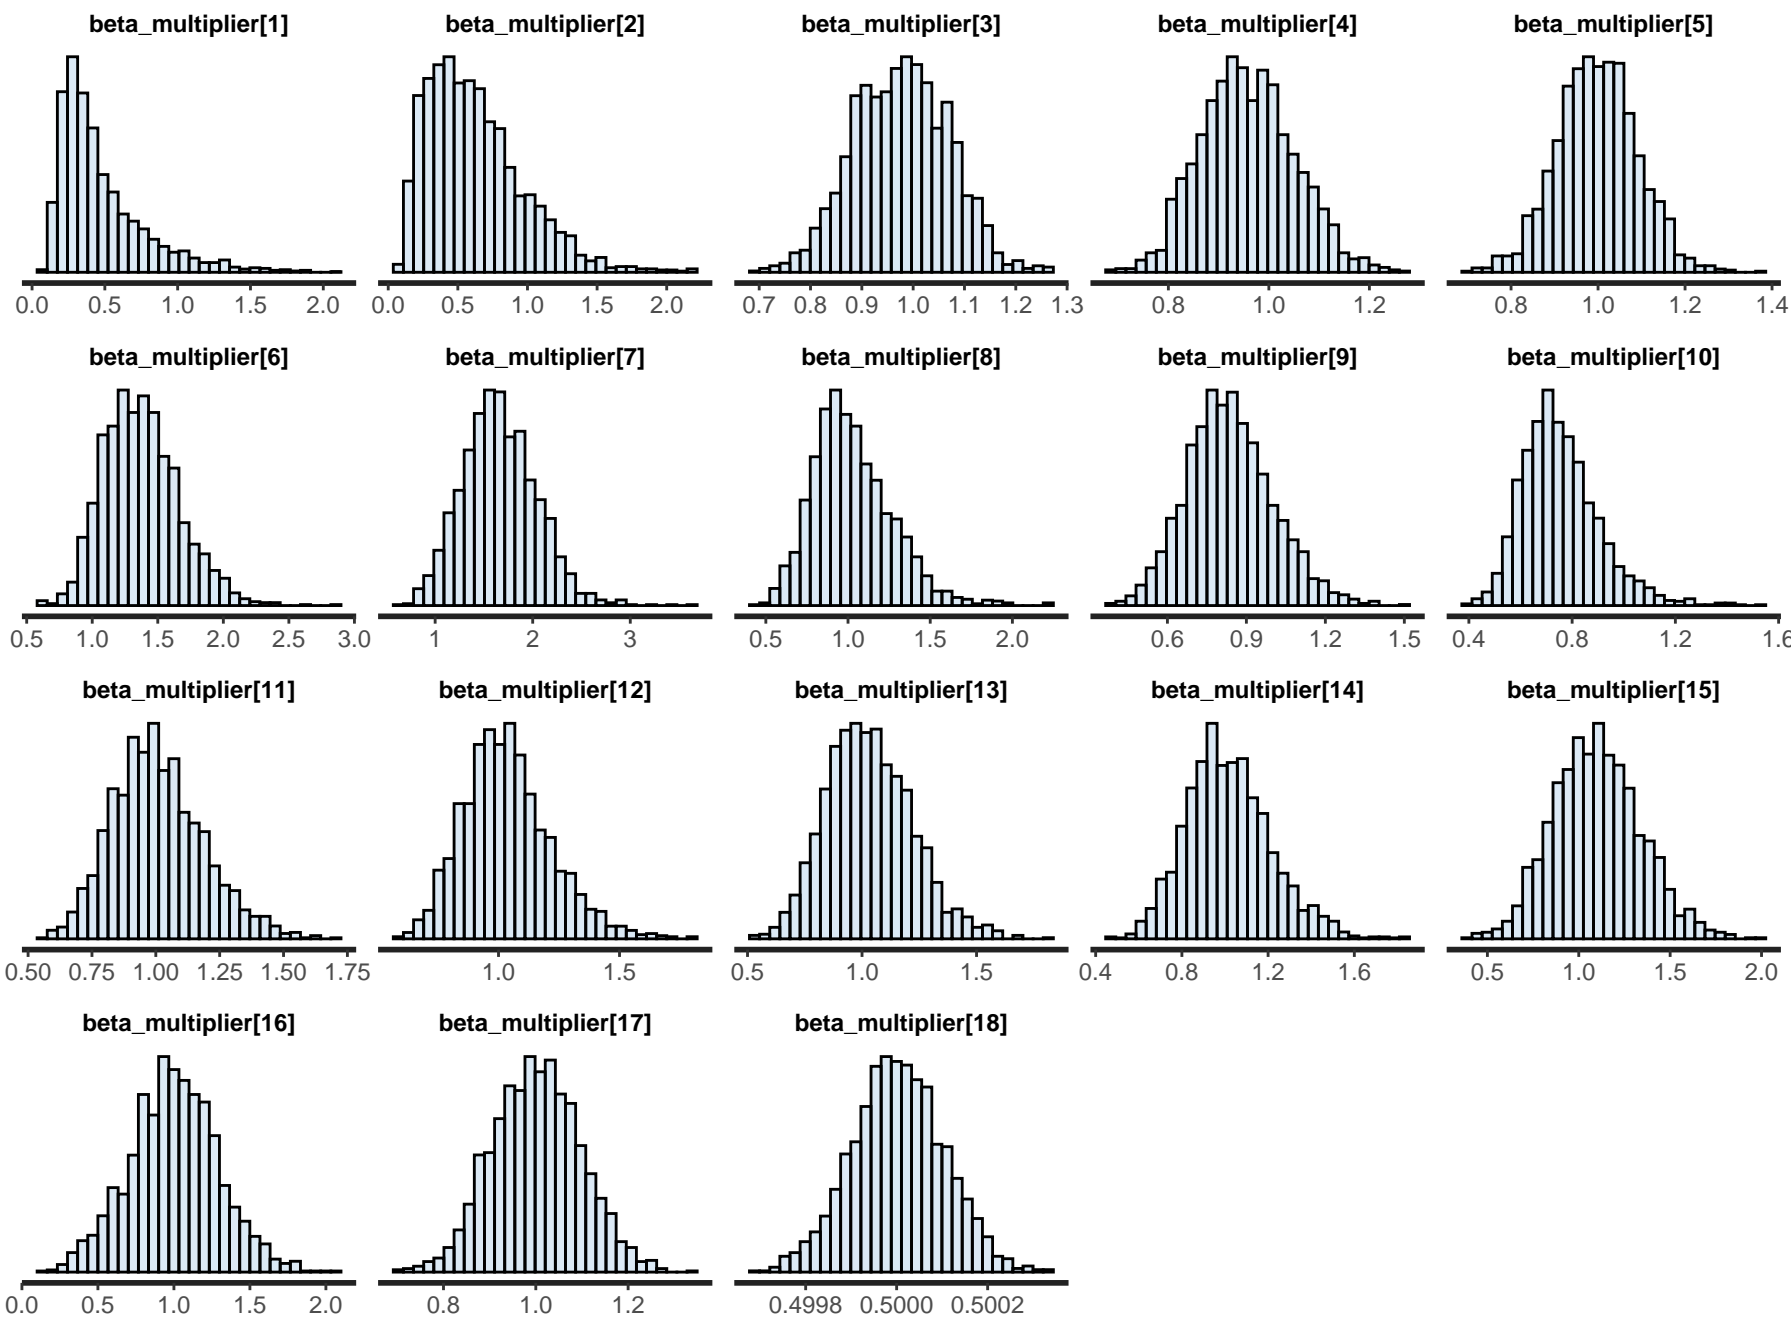 beta_multiplier[1] beta_multiplier[2] beta_multiplier[3] beta_multiplier[4] beta_multiplier[5]
0.0 0.5 1.0 1.5 2.0 0.0 0.5 1.0 1.5 2.0 0.7 0.8 0.9 1.0 1.1 1.2 1.3 0.8 1.0 1.2 0.8 1.0 1.2 1.4
beta_multiplier[6] beta_multiplier[7] beta_multiplier[8] beta_multiplier[9] beta_multiplier[10]
0.5 1.0 1.5 2.0 2.5 3.0 1 2 3 0.5 1.0 1.5 2.0 0.6 0.9 1.2 1.5 0.4 0.8 1.2 1.6
beta_multiplier[11] beta_multiplier[12] beta_multiplier[13] beta_multiplier[14] beta_multiplier[15]
0.50 0.75 1.00 1.25 1.50 1.75 1.0 1.5 0.5 1.0 1.5 0.4 0.8 1.2 1.6 0.5 1.0 1.5 2.0
beta_multiplier[16] beta_multiplier[17] beta_multiplier[18]
0.0 0.5 1.0 1.5 2.0 0.8 1.0 1.2 0.4998 0.5000 0.5002